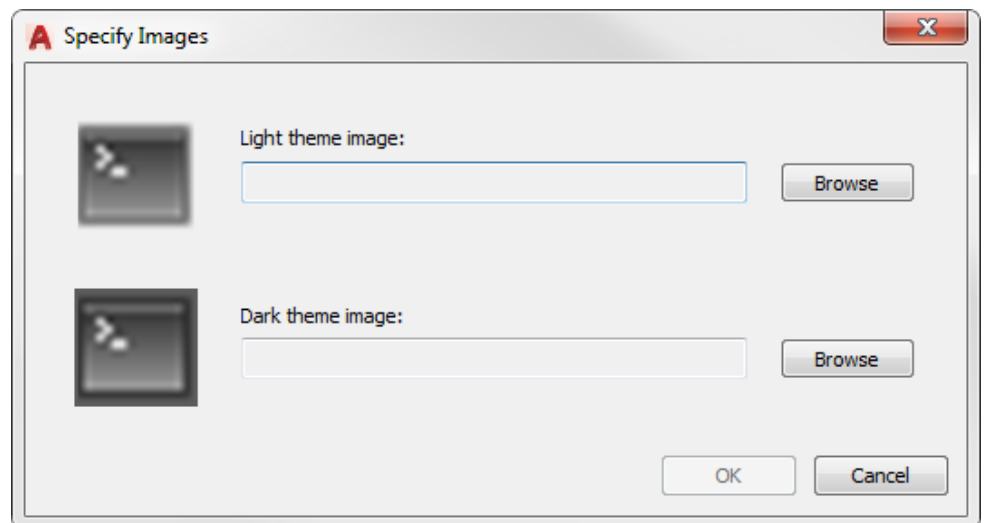 Specify Images
Light theme image:
Browse
Dark theme image:
Browse
OK
Cancel